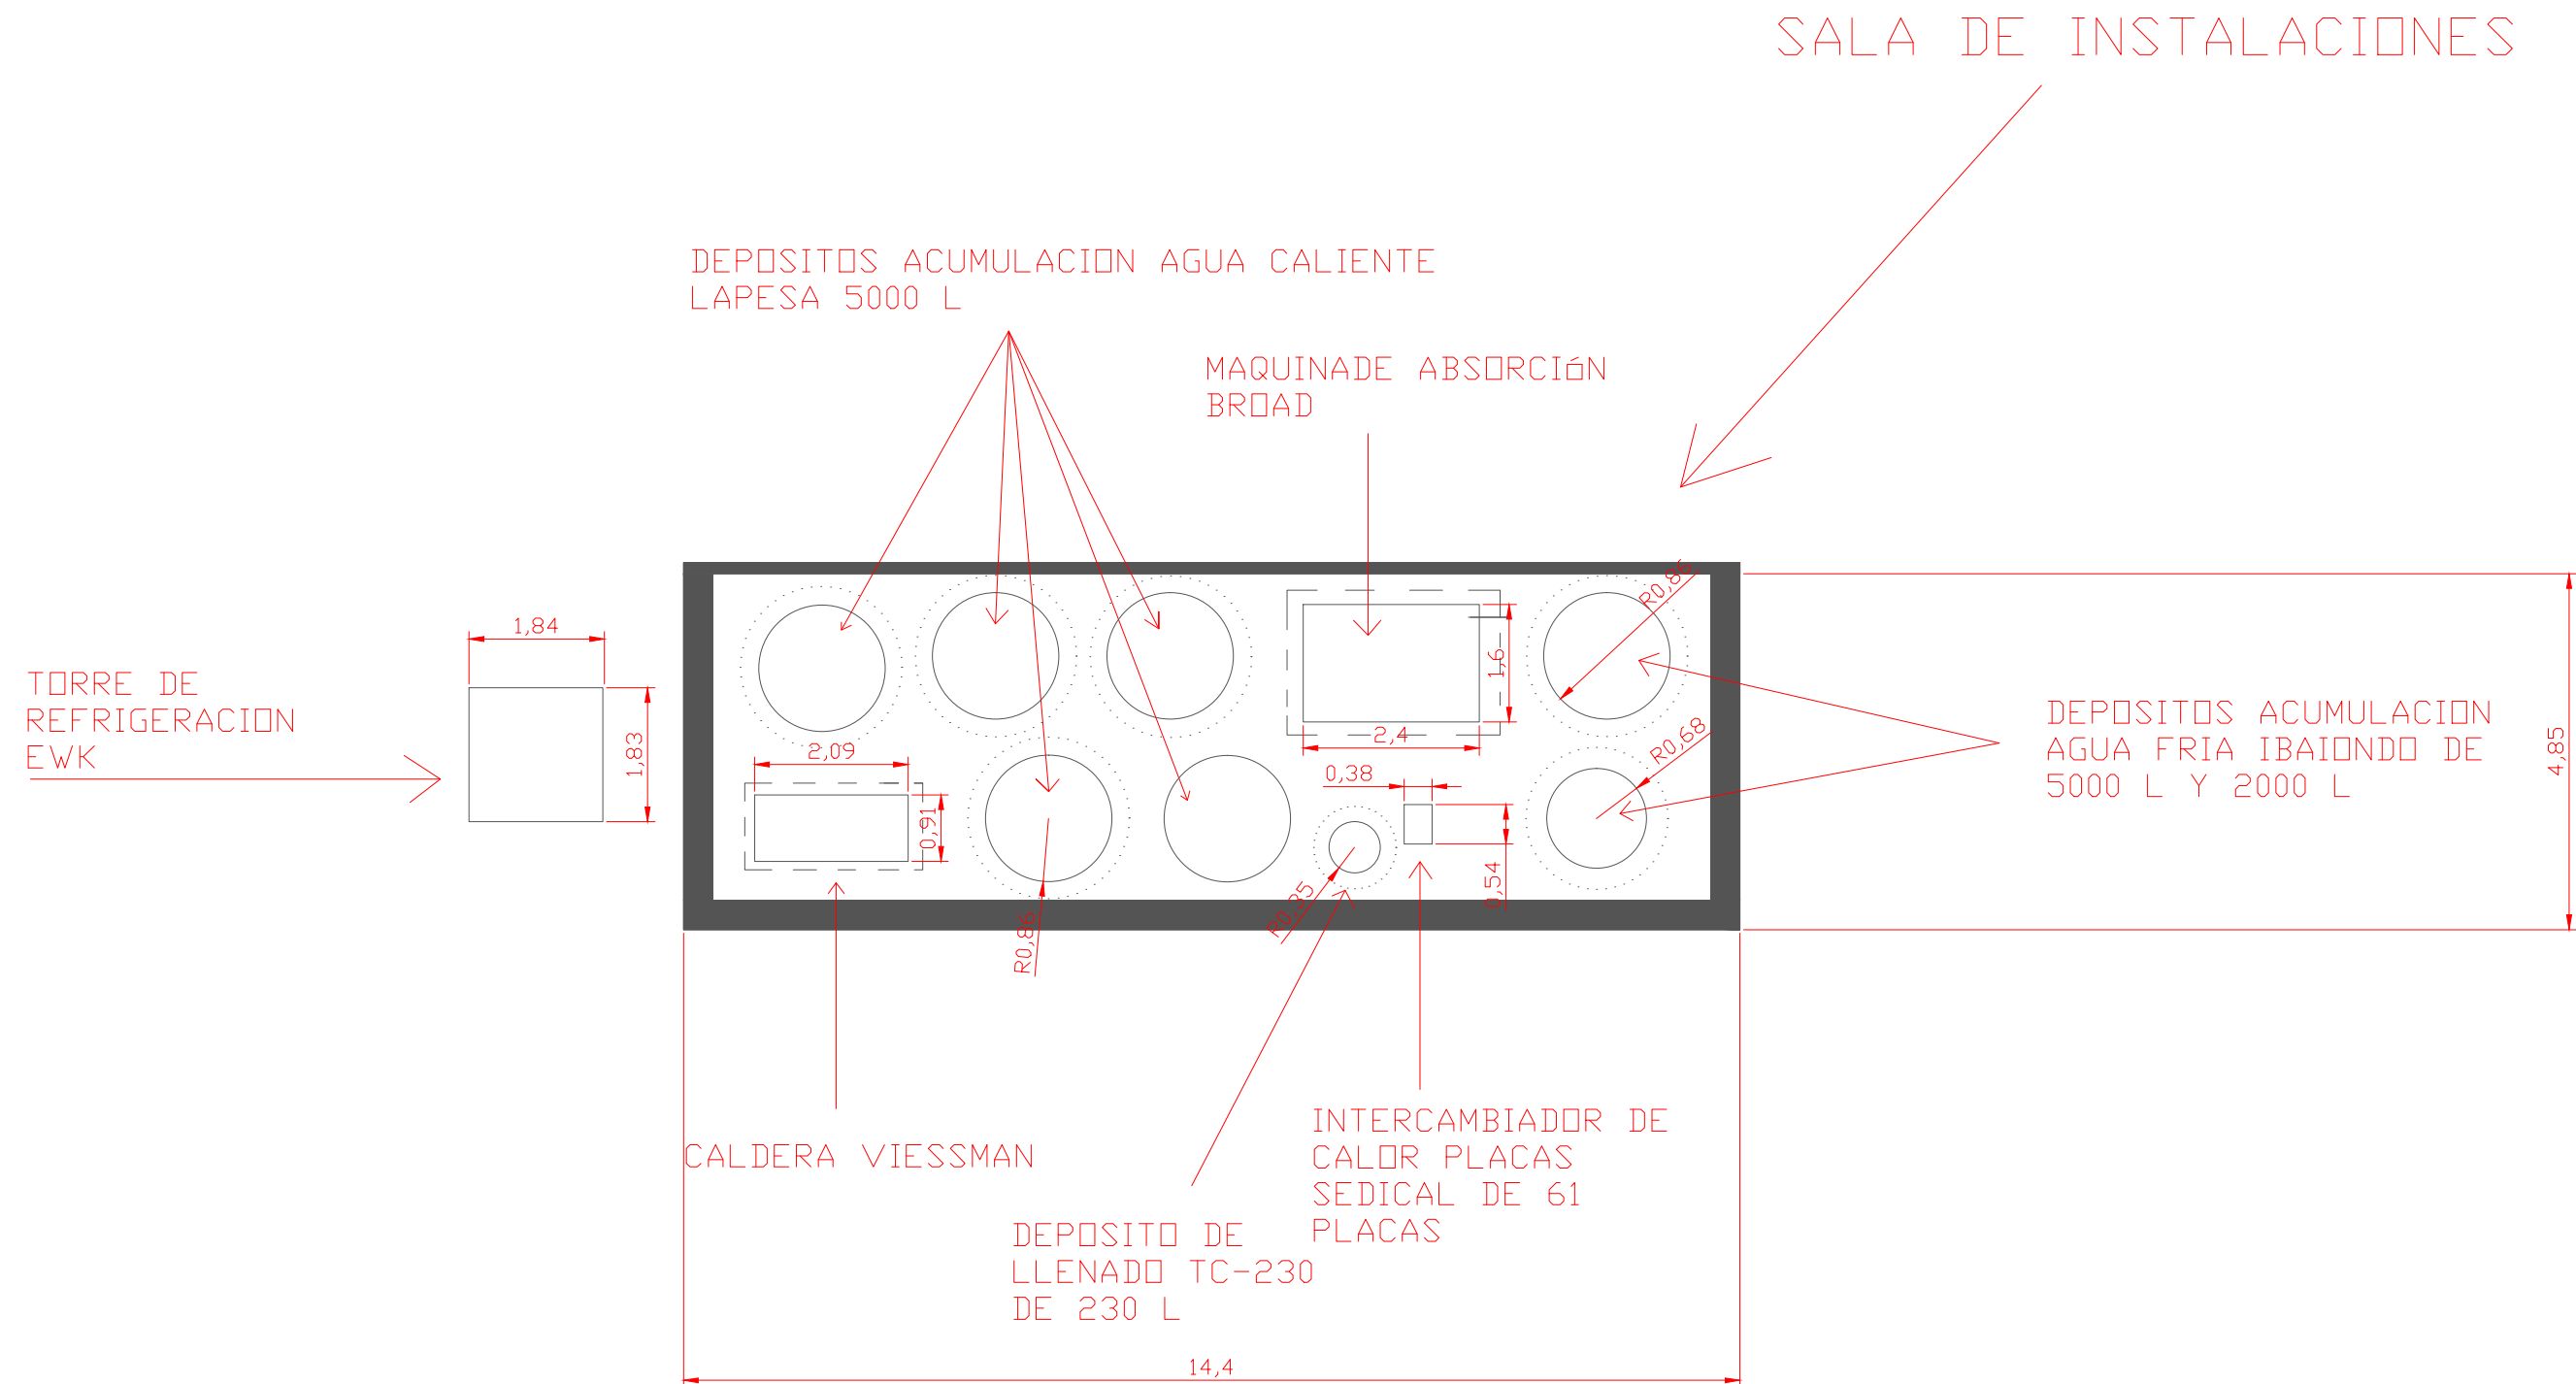 SALA DE INSTALACIONES
DEPOSITOS ACUMULACION AGUA CALIENTE
LAPESA 5000 L
MAQUINADE ABSORCIóN
BROAD
TORRE DE
REFRIGERACION
EWK
1,84
1,83
2,09
0,91
R0,86
R0,35
0,38
0,54
2,4
1,6
R0,86
R0,68
DEPOSITOS ACUMULACION
AGUA FRIA IBAIONDO DE
5000 L Y 2000 L
4,85
CALDERA VIESSMAN
DEPOSITO DE
LLENADO TC-230
DE 230 L
INTERCAMBIADOR DE
CALOR PLACAS
SEDICAL DE 61
PLACAS
14,4